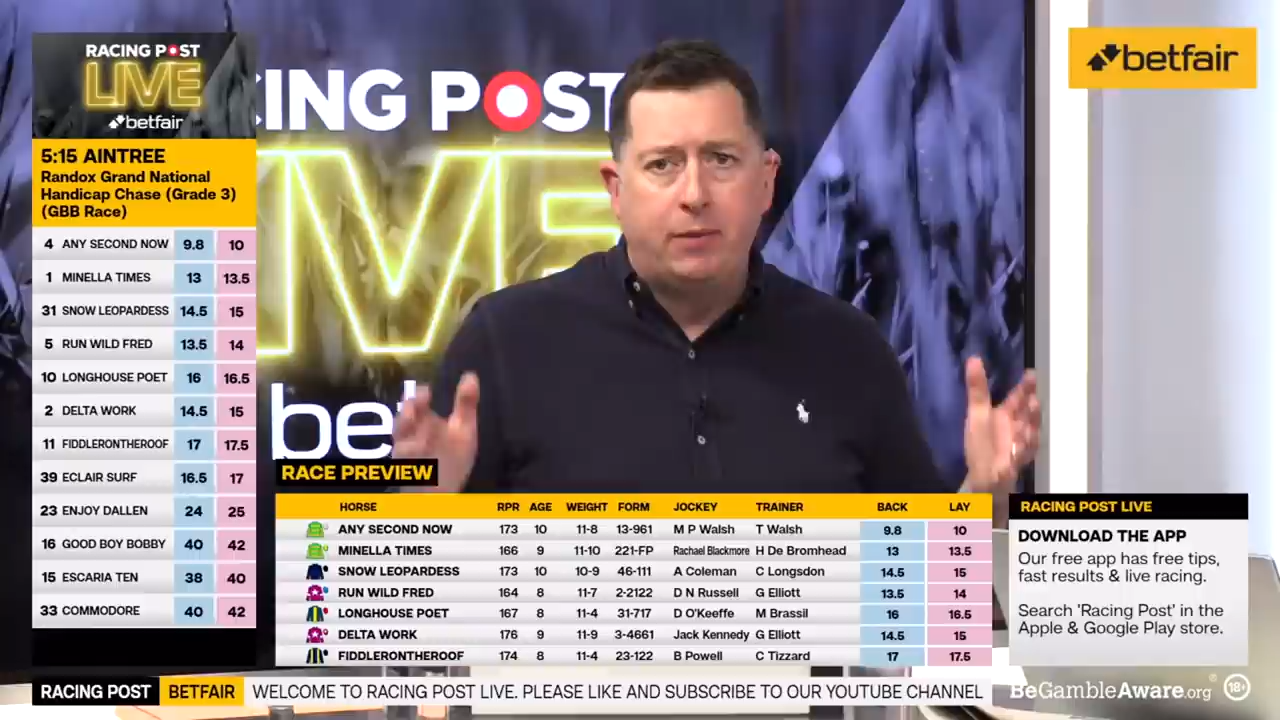 RACING POST
LIVE
betfair
5:15 AINTREE
Randox Grand National
Handicap Chase (Grade 3)
(GBB Race)
4 ANY SECOND NOW 9.8 10
1 MINELLA TIMES 13 13.5
31 SNOW LEOPARDESS 14.5 15
5 RUN WILD FRED 13.5 14
10 LONGHOUSE POET 16 16.5
2 DELTA WORK 14.5 15
11 FIDDLERONTHEROOF 17 17.5
39 ECLAIR SURF 16.5 17
23 ENJOY DALLEN 24 25
16 GOOD BOY BOBBY 40 42
15 ESCARIA TEN 38 40
33 COMMODORE 40 42
CING POST
IVE
bet
betfair
RACE PREVIEW
HORSE RPR AGE WEIGHT FORM JOCKEY TRAINER BACK LAY
ANY SECOND NOW 173 10 11-8 13-961 M P Walsh T Walsh 9.8 10
MINELLA TIMES 166 9 11-10 221-FP Rachael Blackmore H De Bromhead 13 13.5
SNOW LEOPARDESS 173 10 10-9 46-111 A Coleman C Longsdon 14.5 15
RUN WILD FRED 164 8 11-7 2-2122 D N Russell G Elliott 13.5 14
LONGHOUSE POET 167 8 11-4 31-717 D O'Keeffe M Brassil 16 16.5
DELTA WORK 176 9 11-9 3-4661 Jack Kennedy G Elliott 14.5 15
FIDDLERONTHEROOF 174 8 11-4 23-122 B Powell C Tizzard 17 17.5
RACING POST LIVE
DOWNLOAD THE APP
Our free app has free tips,
fast results & live racing.
Search 'Racing Post' in the
Apple & Google Play store.
RACING POST BETFAIR WELCOME TO RACING POST LIVE. PLEASE LIKE AND SUBSCRIBE TO OUR YOUTUBE CHANNEL
BeGambleAware.org® 18+